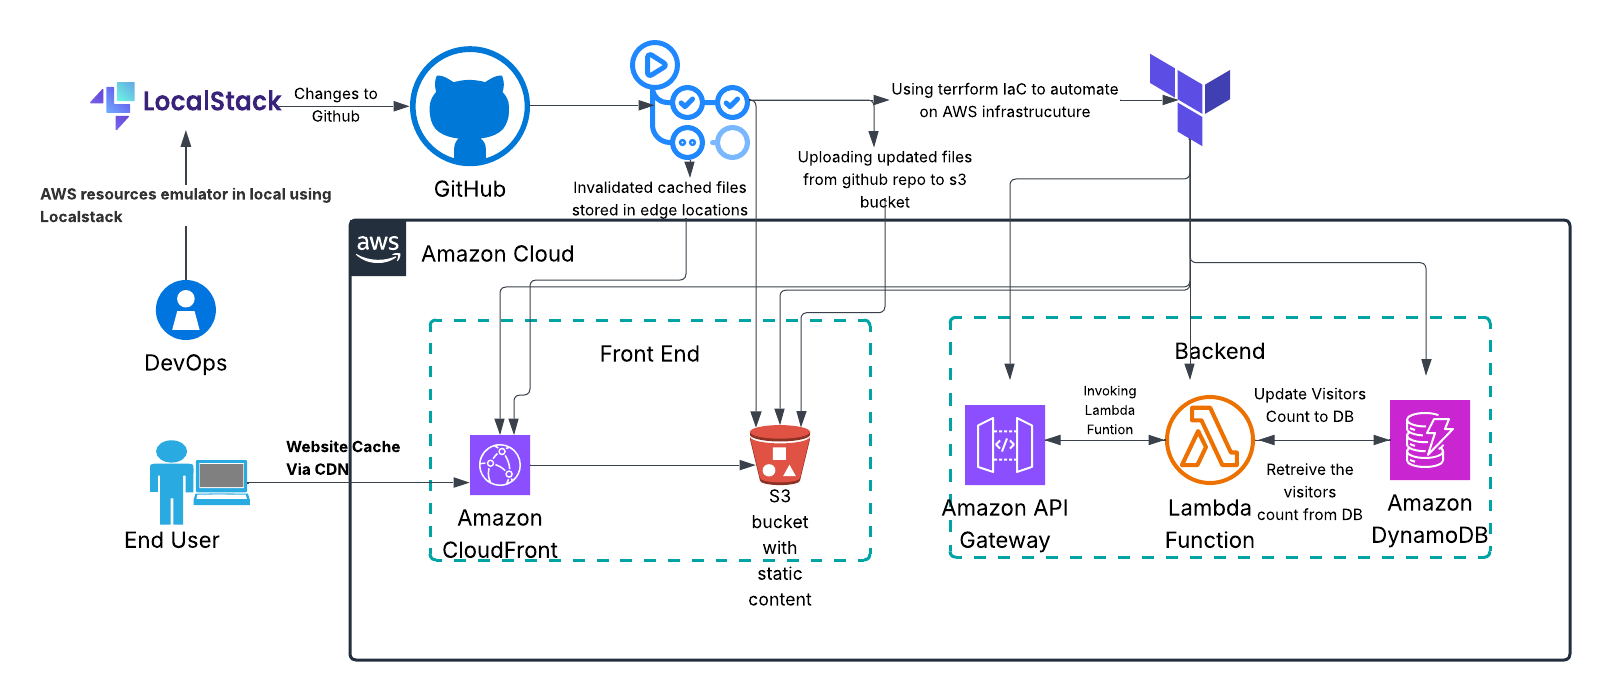 LocalStack
Changes to
Github
GitHub
Using terrform IaC to automate
on AWS infrastrucuture
Uploading updated files
from github repo to s3
bucket
Invalidated cached files
stored in edge locations
AWS resources emulator in local using
Localstack
DevOps
aws
Amazon Cloud
Front End
Backend
Website Cache
Via CDN
End User
Amazon
CloudFront
S3
bucket
with
static
content
Invoking
Lambda
Funtion
Update Visitors
Count to DB
Retreive the
visitors
count from DB
Amazon API
Gateway
Lambda
Function
Amazon
DynamoDB